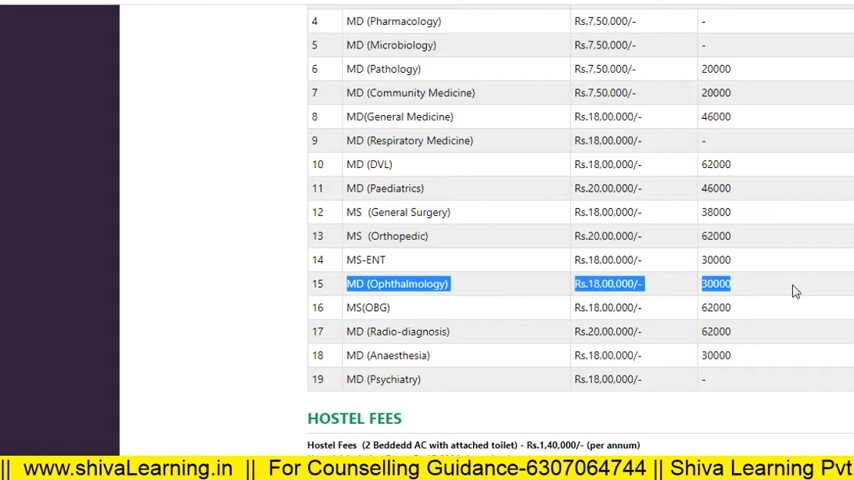 4 MD (Pharmacology) Rs.7,50,000/- -
5 MD (Microbiology) Rs.7,50,000/- -
6 MD (Pathology) Rs.7,50,000/- 20000
7 MD (Community Medicine) Rs.7,50,000/- 20000
8 MD(General Medicine) Rs.18,00,000/- 46000
9 MD (Respiratory Medicine) Rs.18,00,000/- -
10 MD (DVL) Rs.18,00,000/- 62000
11 MD (Paediatrics) Rs.20,00,000/- 46000
12 MS (General Surgery) Rs.18,00,000/- 38000
13 MS (Orthopedic) Rs.20,00,000/- 62000
14 MS-ENT Rs.18,00,000/- 30000
15 MD (Ophthalmology) Rs.18,00,000/- 30000
16 MS(OBG) Rs.18,00,000/- 62000
17 MD (Radio-diagnosis) Rs.20,00,000/- 62000
18 MD (Anaesthesia) Rs.18,00,000/- 30000
19 MD (Psychiatry) Rs.18,00,000/- -
HOSTEL FEES
Hostel Fees (2 Beddedd AC with attached toilet) - Rs.1,40,000/- (per annum)
|| www.shivaLearning.in || For Counselling Guidance-6307064744 || Shiva Learning Pvt